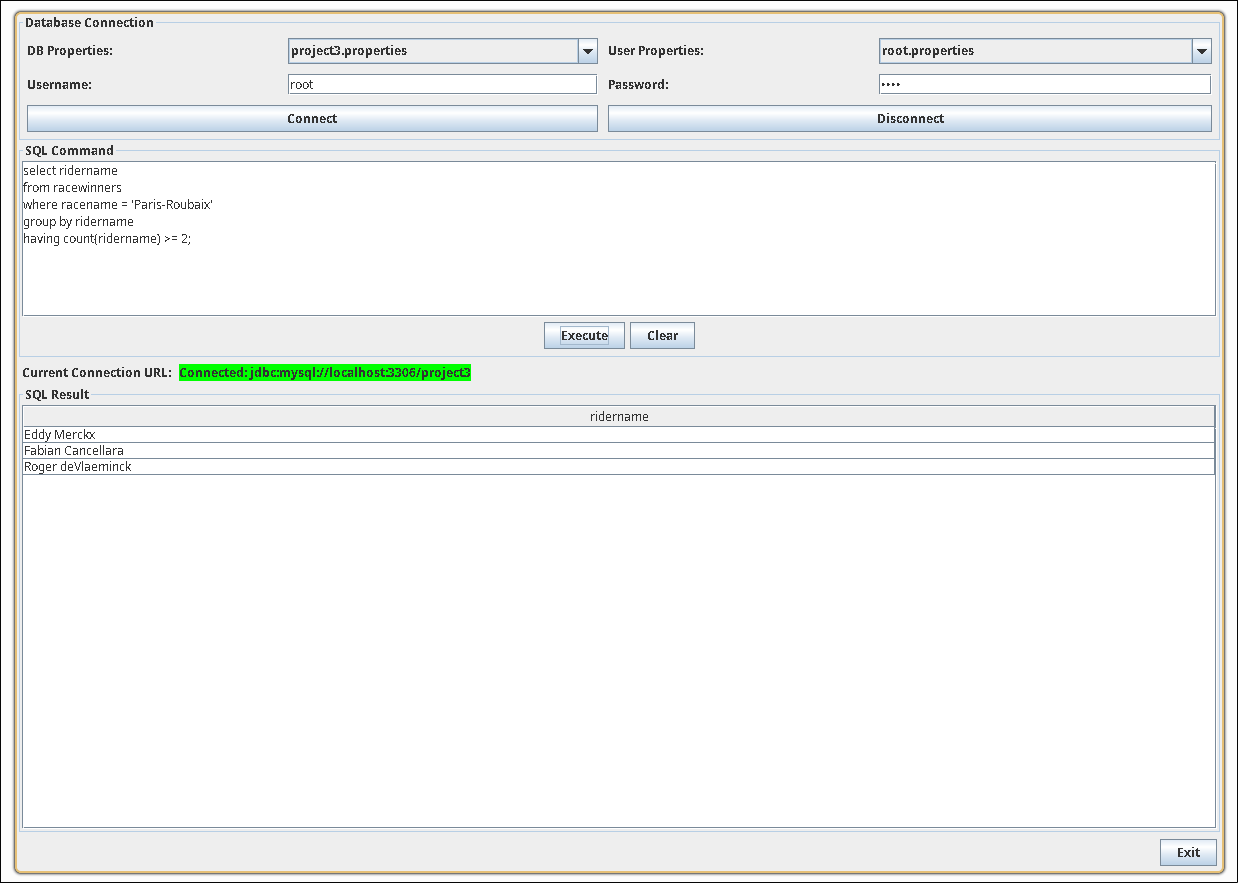 Database Connection
DB Properties: project3.properties User Properties: root.properties
Username: root Password: ••••
Connect Disconnect
SQL Command
select ridername
from racewinners
where racename = 'Paris-Roubaix'
group by ridername
having count(ridername) >= 2;
Execute Clear
Current Connection URL: Connected: jdbc:mysql://localhost:3306/project3
SQL Result
ridername
Eddy Merckx
Fabian Cancellara
Roger deVlaeminck
Exit